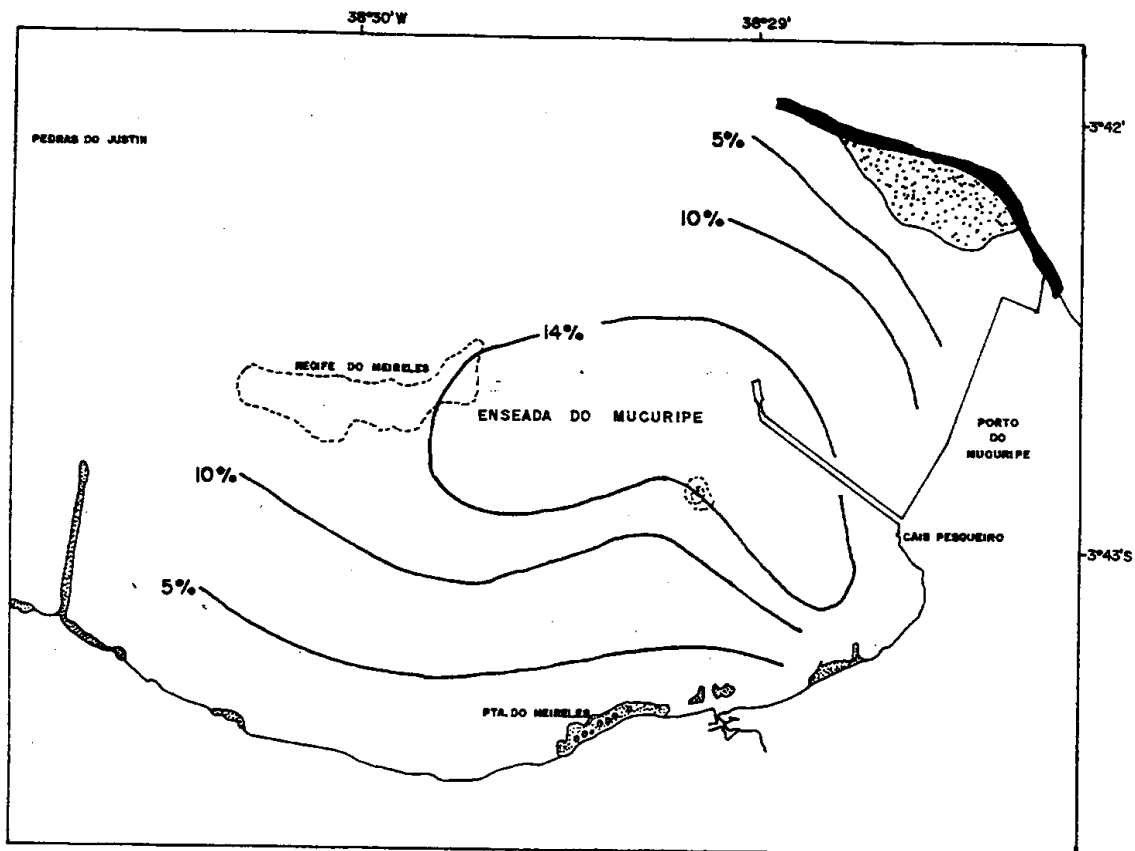 38°30'W
38°29'
3°42'
PEDRAS DO JUSTIN
5%
10%
14%
RECIFE DO MEIRELES
ENSEADA DO MUCURIPE
PORTO
DO
MUCURIPE
10%
CAIS PESQUEIRO
3°43'S
5%
PTA. DO MEIRELES